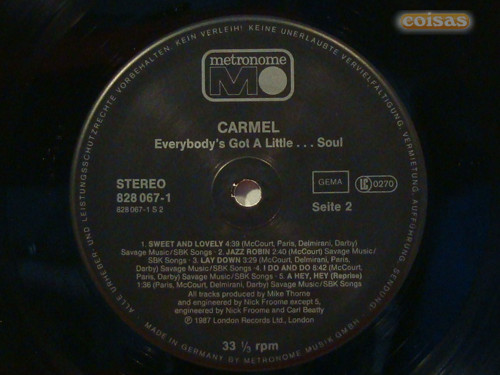 coisas
metronome
M
CARMEL
Everybody's Got A Little . . . Soul
STEREO
828 067-1
828 067-1 S 2
GEMA
LC 0270
Seite 2
1. SWEET AND LOVELY 4:39 (McCourt, Paris, Delmirani, Darby)
Savage Music/SBK Songs · 2. JAZZ ROBIN 2:40 (McCourt) Savage Music/
SBK Songs · 3. LAY DOWN 3:29 (McCourt, Delmirani, Paris,
Darby) Savage Music/SBK Songs · 4. I DO AND DO 8:42 (McCourt,
Paris, Darby) Savage Music/SBK Songs · 5. A HEY, HEY (Reprise)
1:36 (Paris, McCourt, Delmirani, Darby) Savage Music/SBK Songs
All tracks produced by Mike Thorne
and engineered by Nick Froome except 5,
engineered by Nick Froome and Carl Beatty
℗ 1987 London Records Ltd., London
33 ⅓ rpm
ALLE URHEBER- UND LEISTUNGSSCHUTZRECHTE VORBEHALTEN. KEIN VERLEIH! KEINE UNERLAUBTE VERVIELFÄLTIGUNG, VERMIETUNG, AUFFÜHRUNG, SENDUNG!
MADE IN GERMANY BY METRONOME MUSIK GMBH